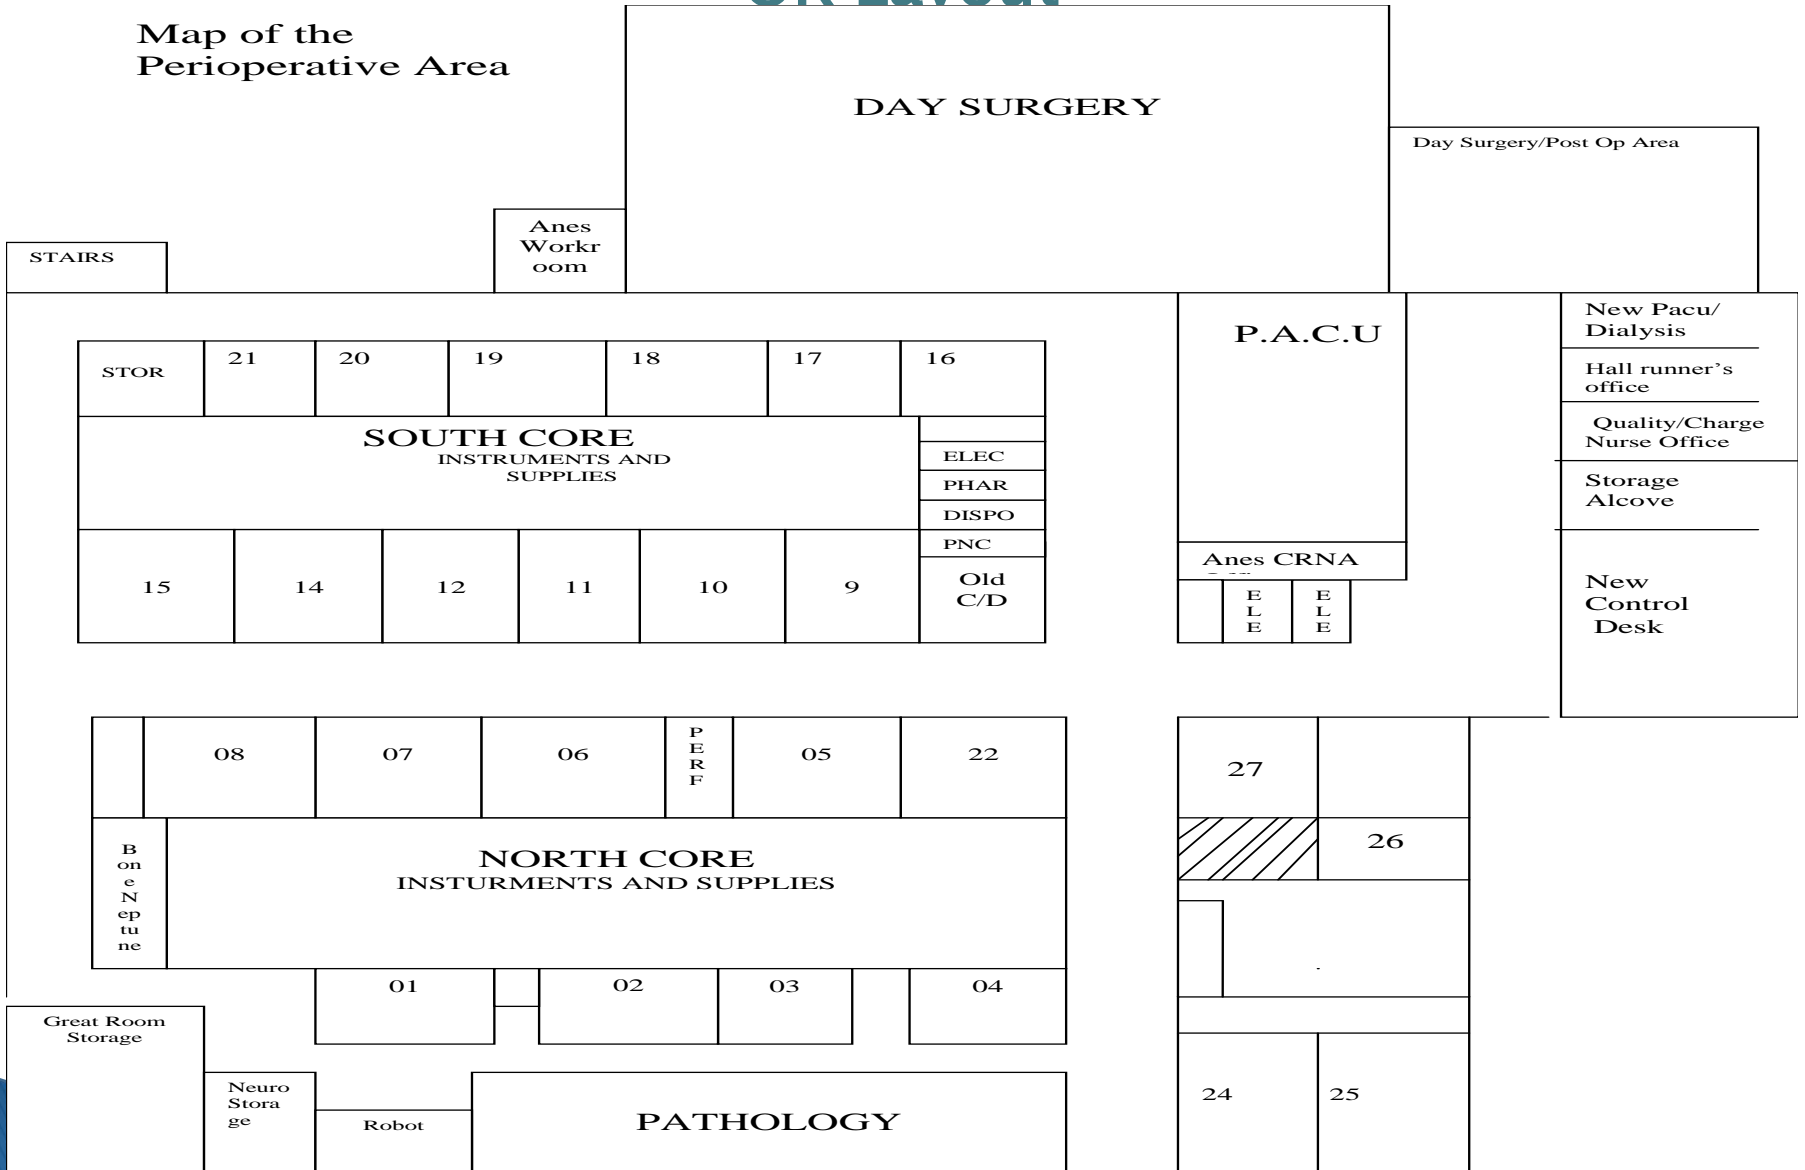 OR Layout
Map of the
Perioperative Area
DAY SURGERY
Day Surgery/Post Op Area
Anes
Workr
oom
STAIRS
P.A.C.U
New Pacu/
Dialysis
Hall runner's
office
Quality/Charge
Nurse Office
Storage
Alcove
New
Control
Desk
STOR
21
20
19
18
17
16
SOUTH CORE
INSTRUMENTS AND
SUPPLIES
ELEC
PHAR
DISPO
PNC
Old
C/D
15
14
12
11
10
9
Anes CRNA
E
L
E
E
L
E
08
07
06
P
E
R
F
05
22
27
26
B
on
e N
ep
tu
ne
NORTH CORE
INSTURMENTS AND SUPPLIES
01
02
03
04
Great Room
Storage
Neuro
Stora
ge
Robot
PATHOLOGY
24
25